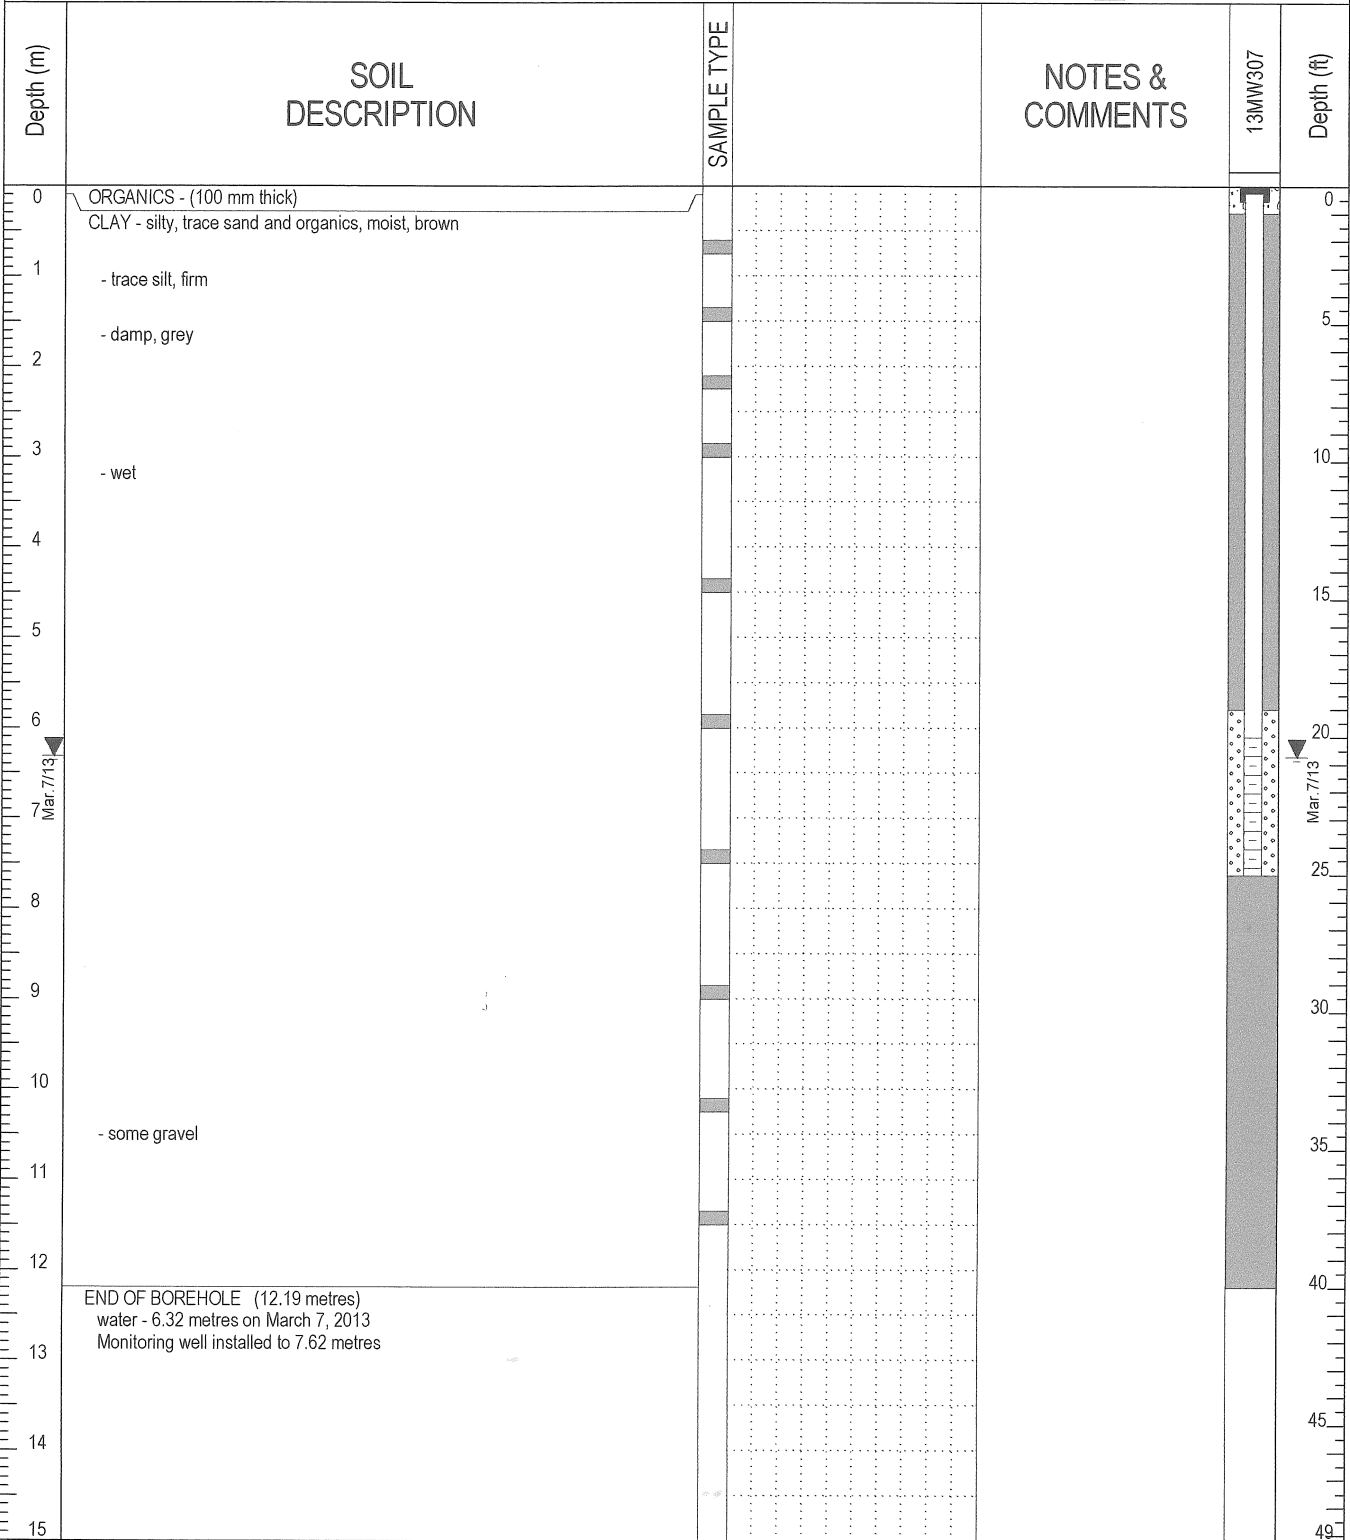 Depth (m)
SOIL
DESCRIPTION
SAMPLE TYPE
NOTES &
COMMENTS
13MW307
Depth (ft)
0
ORGANICS - (100 mm thick)
0
CLAY - silty, trace sand and organics, moist, brown
1
- trace silt, firm
5
- damp, grey
2
3
10
- wet
4
15
5
6
20
Mar.7/13
Mar.7/13
7
25
8
9
30
10
- some gravel
35
11
12
40
END OF BOREHOLE (12.19 metres)
water - 6.32 metres on March 7, 2013
Monitoring well installed to 7.62 metres
13
45
14
15
49